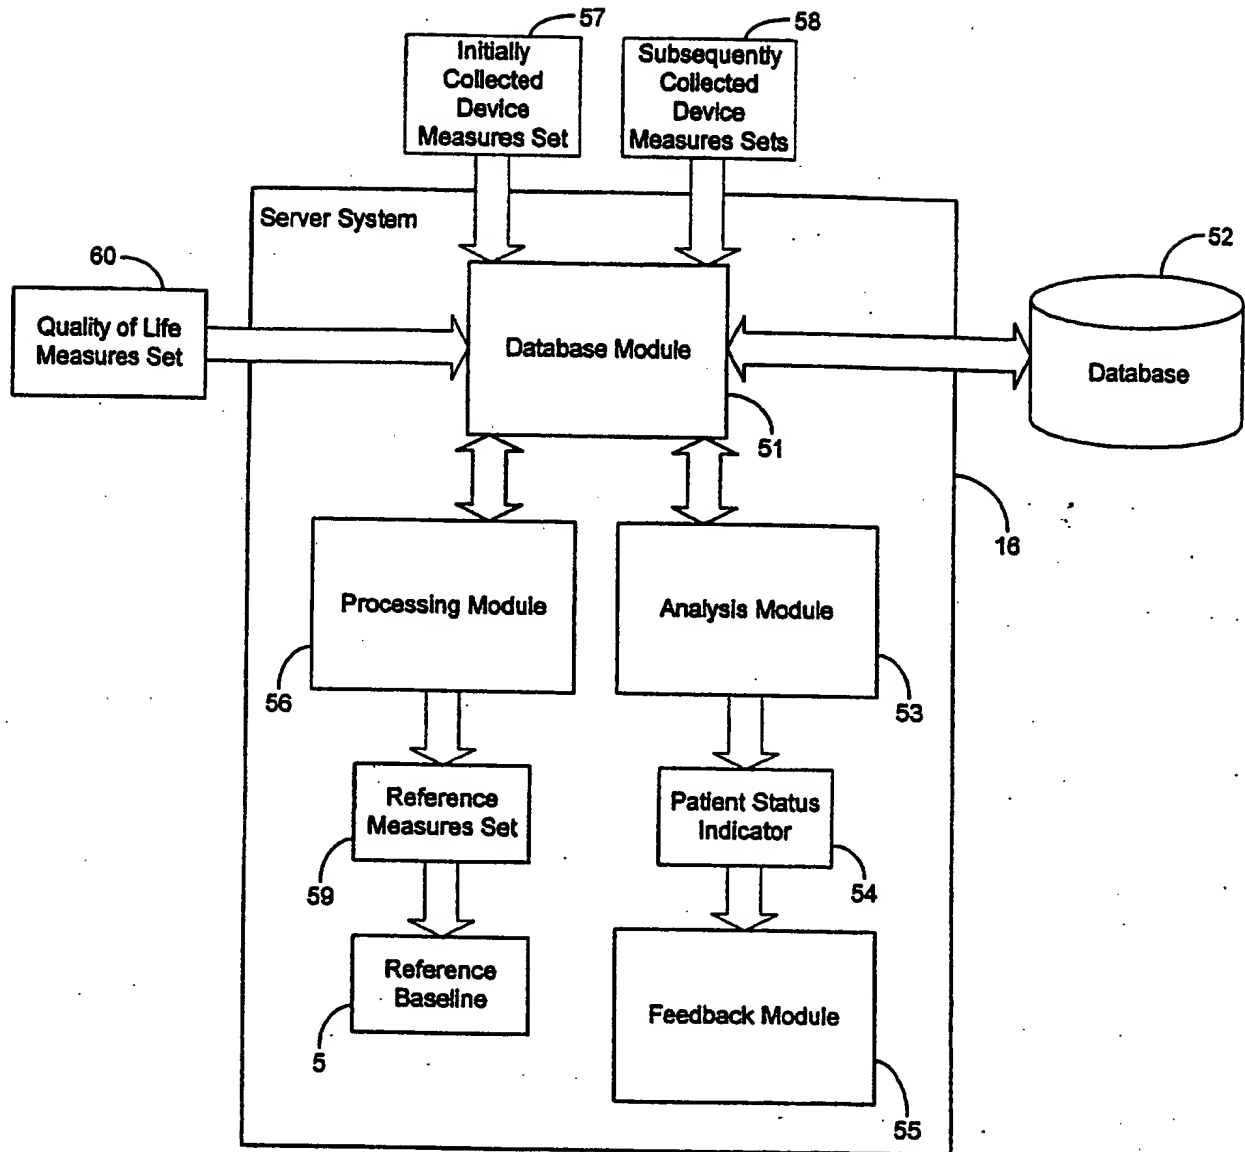 57
58
Initially
Collected
Device
Measures Set
Subsequently
Collected
Device
Measures Sets
Server System
60
52
Quality of Life
Measures Set
Database Module
Database
51
16
Processing Module
Analysis Module
56
53
Reference
Measures Set
Patient Status
Indicator
59
54
Reference
Baseline
Feedback Module
5
55